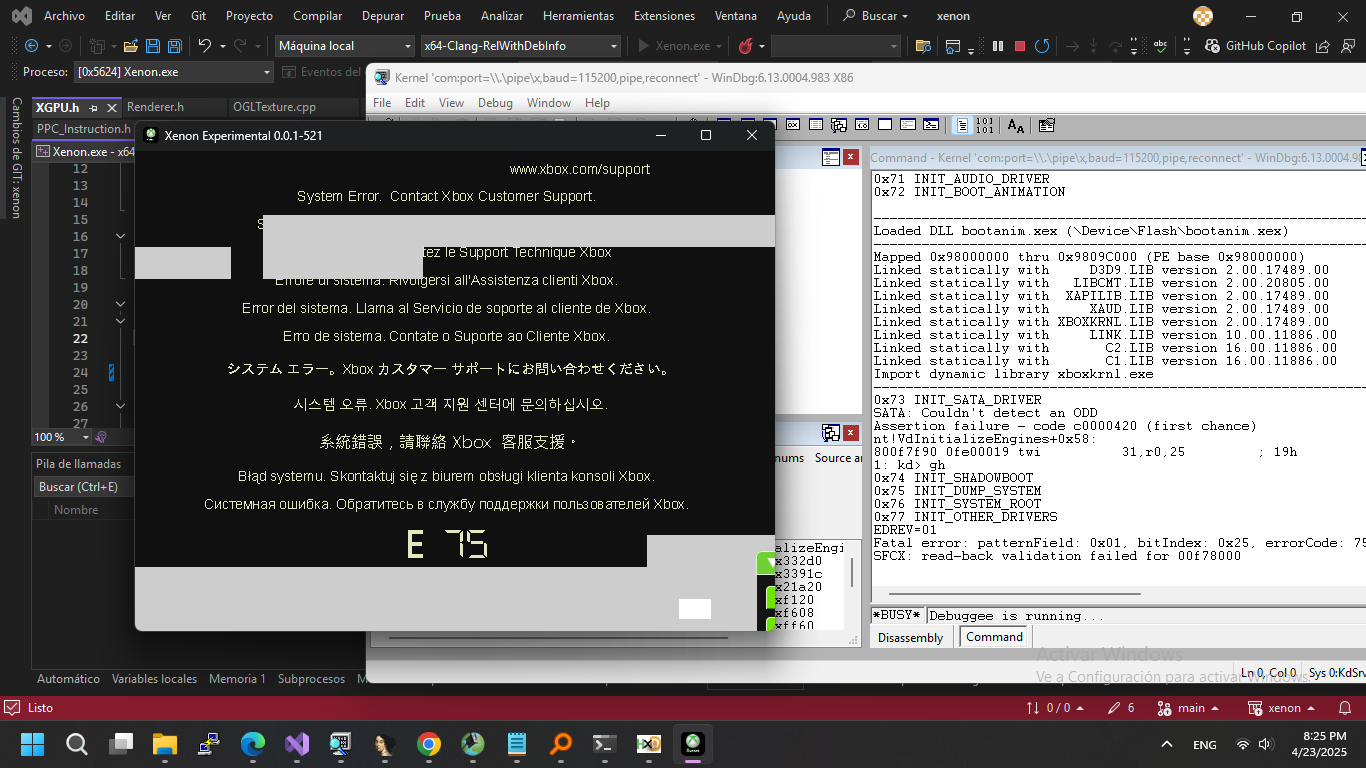 Archivo Editar Ver Git Proyecto Compilar Depurar Prueba Analizar Herramientas Extensiones Ventana Ayuda Buscar xenon
Máquina local x64-Clang-RelWithDebInfo Xenon.exe GitHub Copilot
Proceso: [0x5624] Xenon.exe Eventos del
Kernel 'com:port=\\.\pipe\x,baud=115200,pipe,reconnect' - WinDbg:6.13.0004.983 X86
File Edit View Debug Window Help
Cambios de GIT: xenon
XGPU.h Renderer.h OGLTexture.cpp
PPC_Instruction.h
Xenon.exe - x64
12
13
14
15
16
17
18
19
20
21
22
23
24
25
26
27
100 %
Pila de llamadas
Buscar (Ctrl+E)
Nombre
Xenon Experimental 0.0.1-521
www.xbox.com/support
System Error.  Contact Xbox Customer Support.
S
tez le Support Technique Xbox
Errore di sistema. Rivolgersi all'Assistenza clienti Xbox.
Error del sistema. Llama al Servicio de soporte al cliente de Xbox.
Erro de sistema. Contate o Suporte ao Cliente Xbox.
システム エラー。Xbox カスタマー サポートにお問い合わせください。
시스템 오류. Xbox 고객 지원 센터에 문의하십시오.
系統錯誤，請聯絡 Xbox 客服支援。
Błąd systemu. Skontaktuj się z biurem obsługi klienta konsoli Xbox.
Системная ошибка. Обратитесь в службу поддержки пользователей Xbox.
E 75
nums Source ar
alizeEngi
x332d0
x3391c
x21a20
xf120
xf608
xff60
Command - Kernel 'com:port=\\.\pipe\x,baud=115200,pipe,reconnect' - WinDbg:6.13.0004.98
0x71 INIT_AUDIO_DRIVER
0x72 INIT_BOOT_ANIMATION
Loaded DLL bootanim.xex (\Device\Flash\bootanim.xex)
Mapped 0x98000000 thru 0x9809C000 (PE base 0x98000000)
Linked statically with D3D9.LIB version 2.00.17489.00
Linked statically with LIBCMT.LIB version 2.00.20805.00
Linked statically with XAPILIB.LIB version 2.00.17489.00
Linked statically with XAUD.LIB version 2.00.17489.00
Linked statically with XBOXKRNL.LIB version 2.00.17489.00
Linked statically with LINK.LIB version 10.00.11886.00
Linked statically with C2.LIB version 16.00.11886.00
Linked statically with C1.LIB version 16.00.11886.00
Import dynamic library xboxkrnl.exe
0x73 INIT_SATA_DRIVER
SATA: Couldn't detect an ODD
Assertion failure - code c0000420 (first chance)
nt!VdInitializeEngines+0x58:
800f7f90 0fe00019 twi 31,r0,25 ; 19h
1: kd> gh
0x74 INIT_SHADOWBOOT
0x75 INIT_DUMP_SYSTEM
0x76 INIT_SYSTEM_ROOT
0x77 INIT_OTHER_DRIVERS
EDREV=01
Fatal error: patternField: 0x01, bitIndex: 0x25, errorCode: 75
SFCX: read-back validation failed for 00f78000
*BUSY* Debuggee is running...
Disassembly Command
Activar Windows
Ve a Configuración para activar Windows.
Ln 0, Col 0 Sys 0:KdSrv
Automático Variables locales Memoria 1 Subprocesos
Listo 0 / 0 6 main xenon
ENG 8:25 PM
4/23/2025